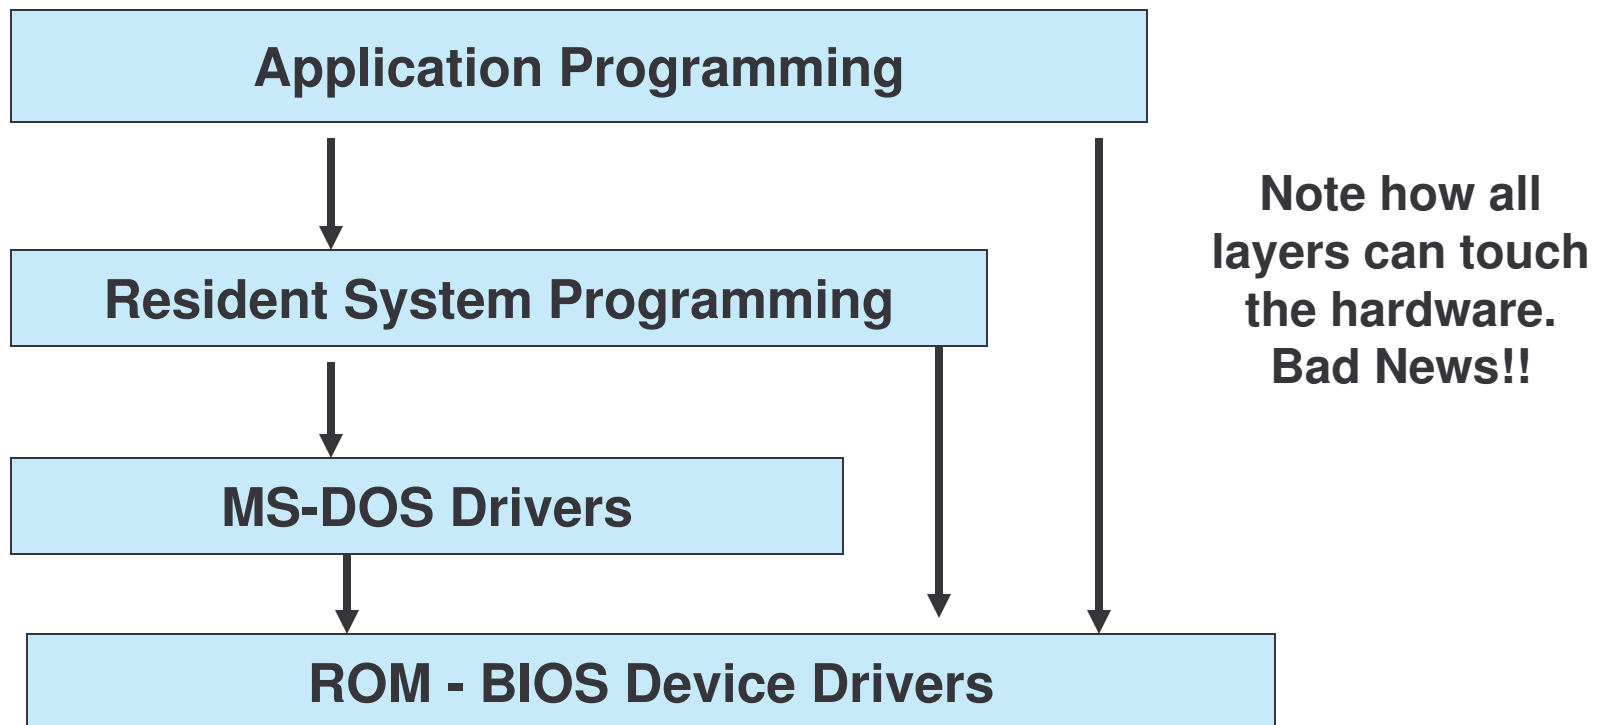 Application Programming
Note how all
layers can touch
the hardware.
Bad News!!
Resident System Programming
MS-DOS Drivers
ROM - BIOS Device Drivers